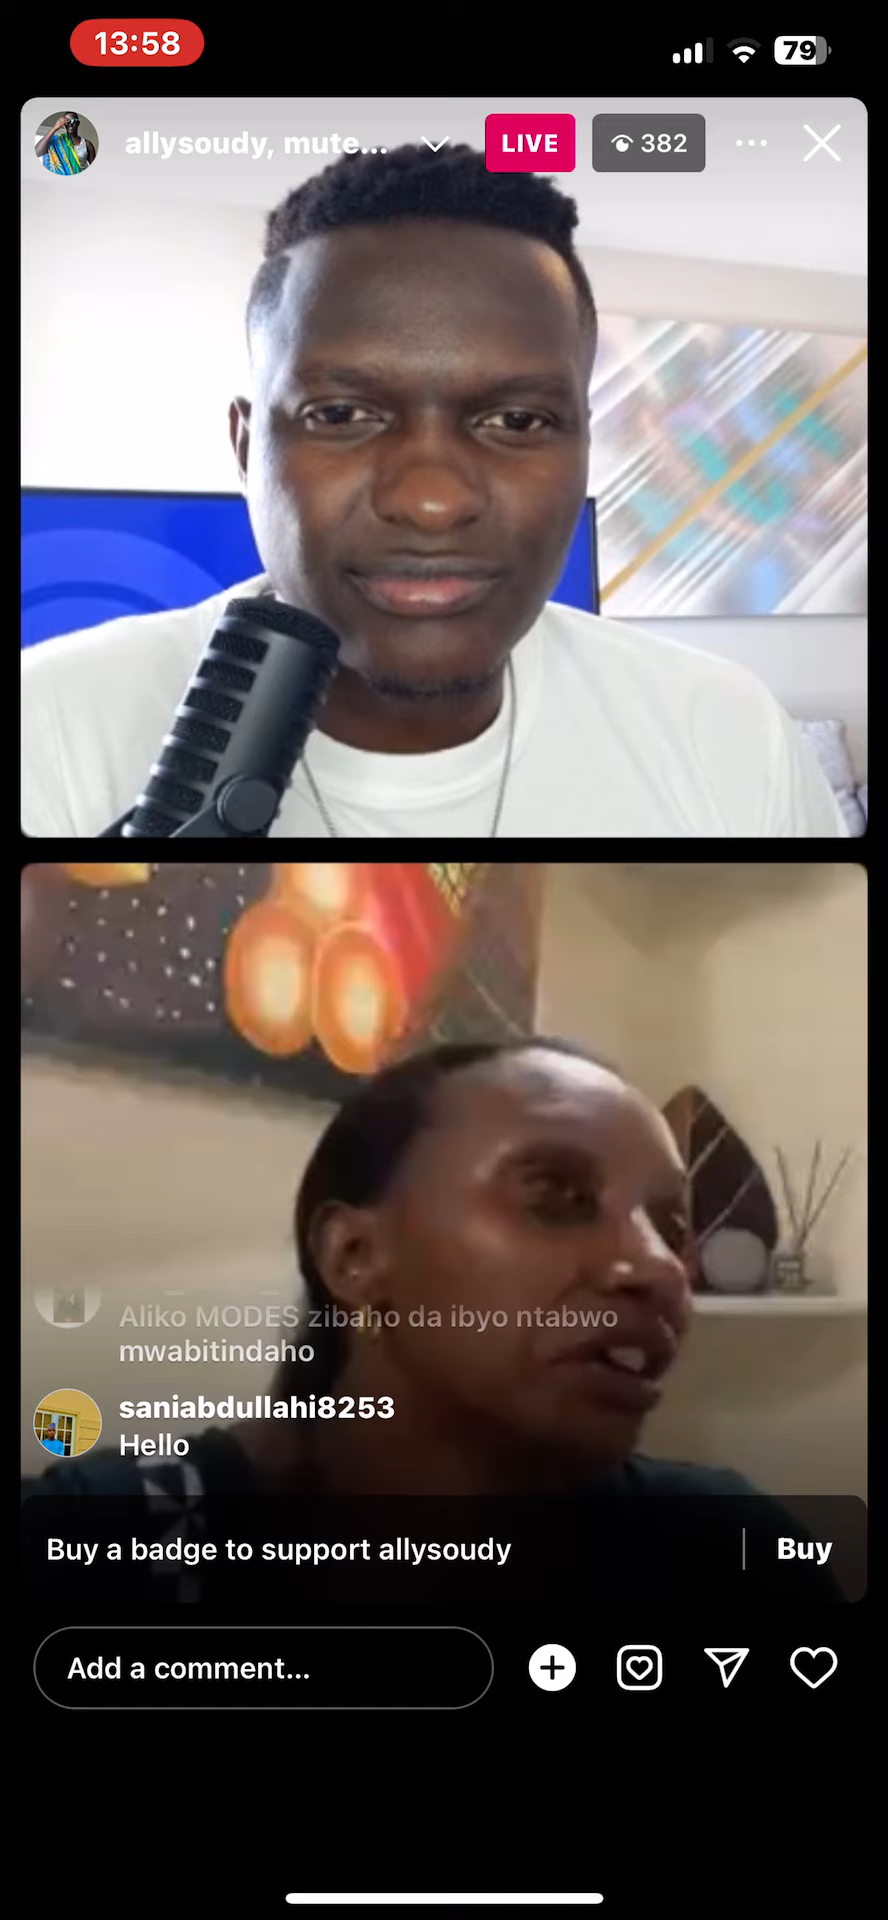 13:58
79
allysoudy, mute...
LIVE
382
Aliko MODES zibaho da ibyo ntabwo
mwabitindaho
saniabdullahi8253
Hello
Buy a badge to support allysoudy
Buy
Add a comment...